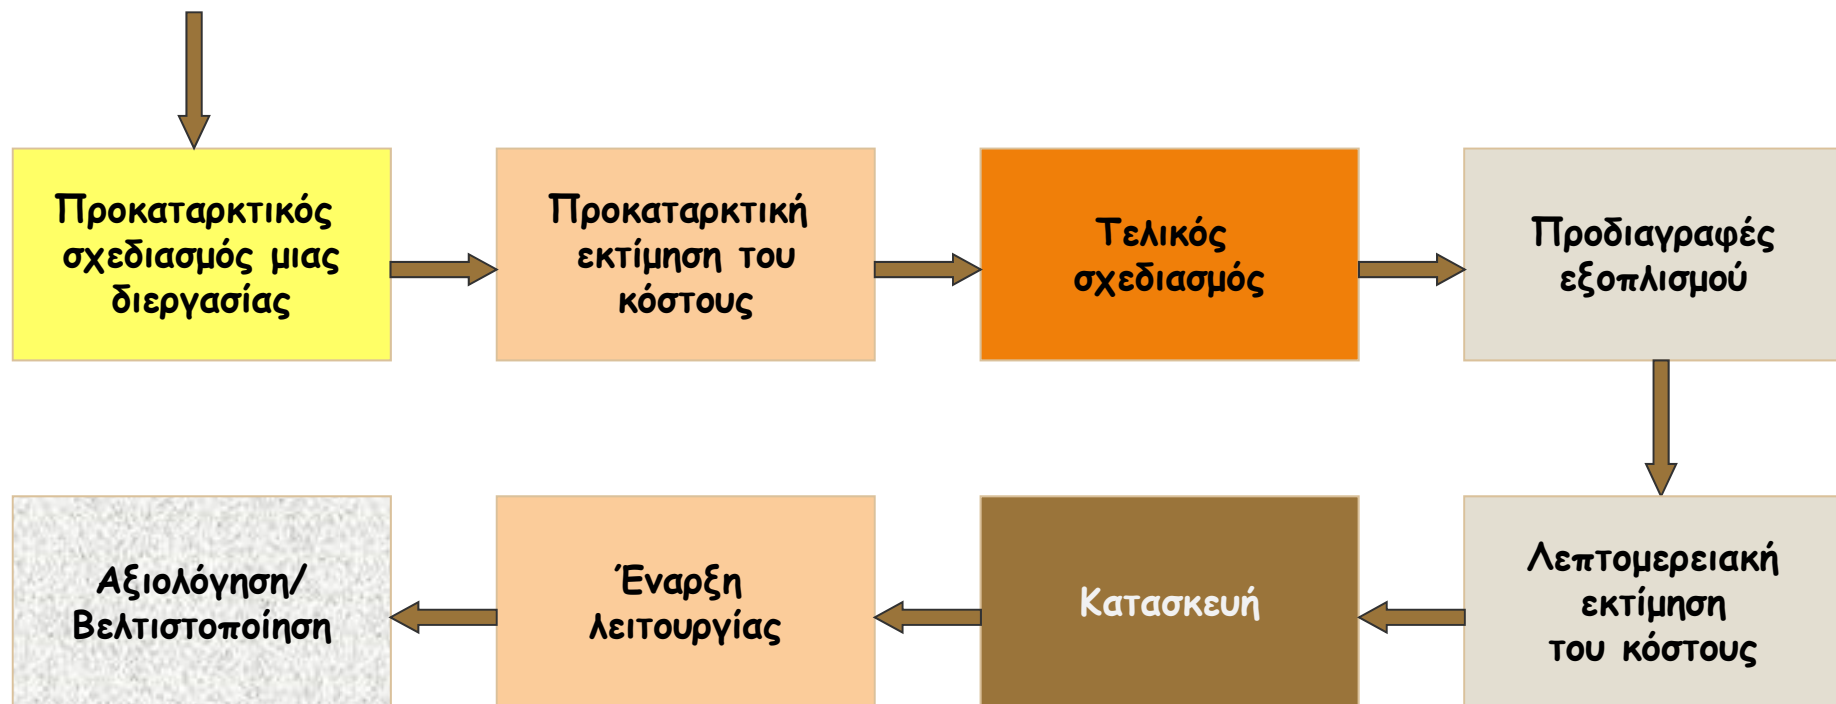 Προκαταρκτικός
σχεδιασμός μιας
διεργασίας
Προκαταρκτική
εκτίμηση του
κόστους
Τελικός
σχεδιασμός
Προδιαγραφές
εξοπλισμού
Λεπτομερειακή
εκτίμηση
του κόστους
Κατασκευή
Έναρξη
λειτουργίας
Αξιολόγηση/
Βελτιστοποίηση